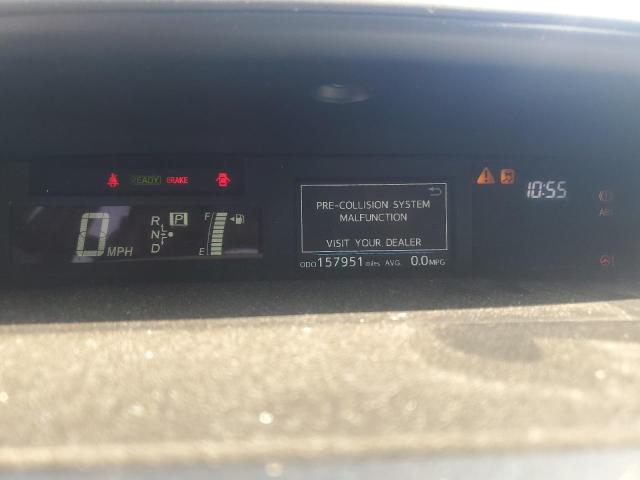 READY BRAKE
10:55
ABS
0 MPH
R P
N
D
F
E
PRE-COLLISION SYSTEM
MALFUNCTION
VISIT YOUR DEALER
ODO 157951 miles AVG. 0.0 MPG